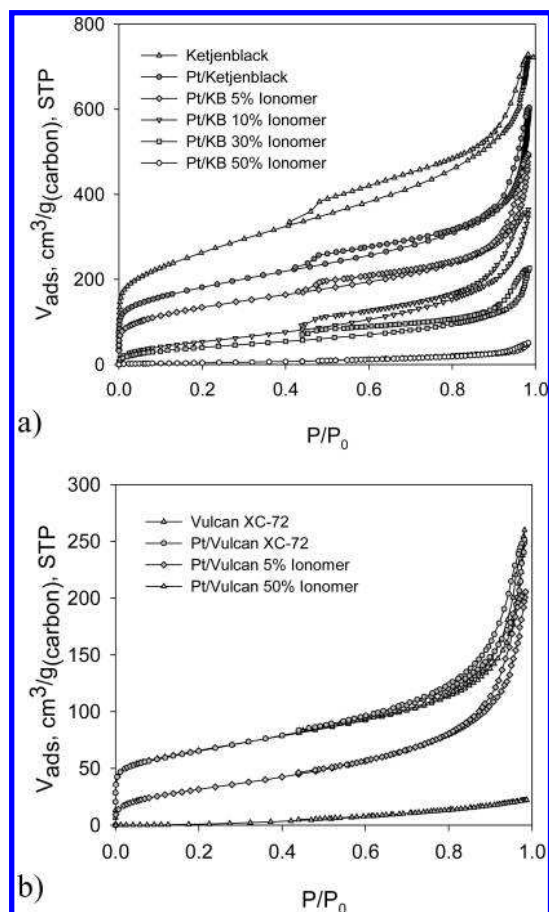 800
600
400
200
0
Vads, cm3/g(carbon), STP
Ketjenblack
Pt/Ketjenblack
Pt/KB 5% Ionomer
Pt/KB 10% Ionomer
Pt/KB 30% Ionomer
Pt/KB 50% Ionomer
0.0 0.2 0.4 0.6 0.8 1.0
P/P0
a)
300
250
200
150
100
50
0
Vads, cm3/g(carbon), STP
Vulcan XC-72
Pt/Vulcan XC-72
Pt/Vulcan 5% Ionomer
Pt/Vulcan 50% Ionomer
0.0 0.2 0.4 0.6 0.8 1.0
P/P0
b)